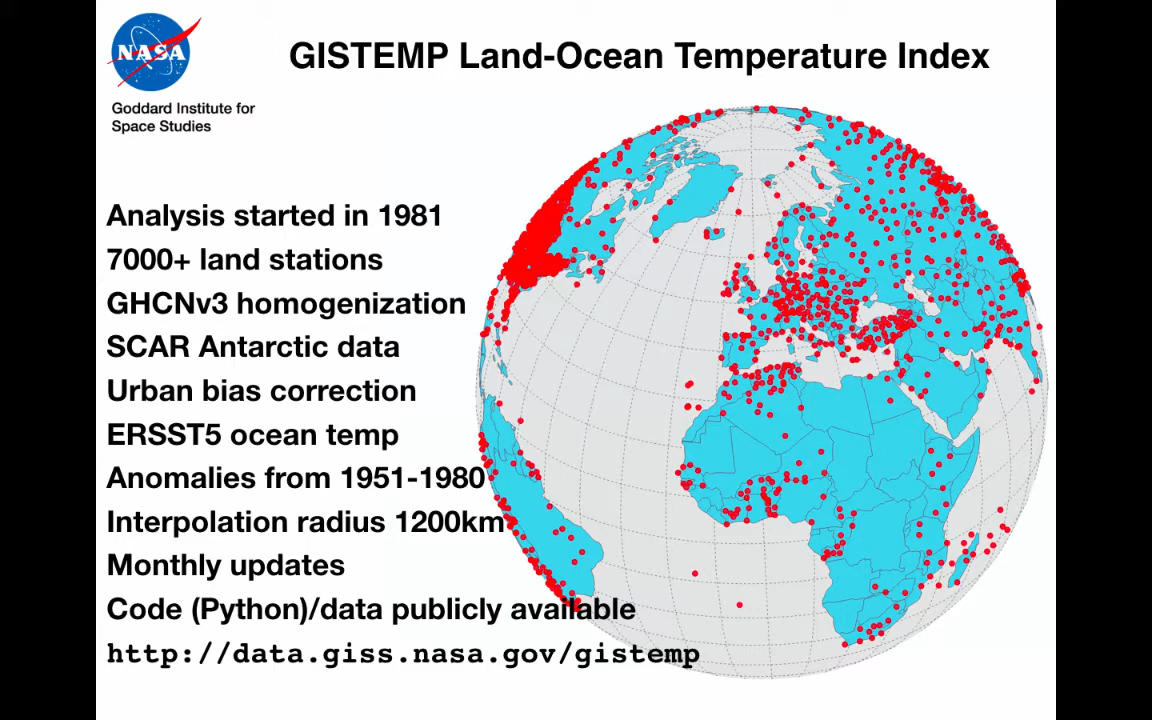 NASA
GISTEMP Land-Ocean Temperature Index
Goddard Institute for
Space Studies
Analysis started in 1981
7000+ land stations
GHCNv3 homogenization
SCAR Antarctic data
Urban bias correction
ERSST5 ocean temp
Anomalies from 1951-1980
Interpolation radius 1200km
Monthly updates
Code (Python)/data publicly available
http://data.giss.nasa.gov/gistemp